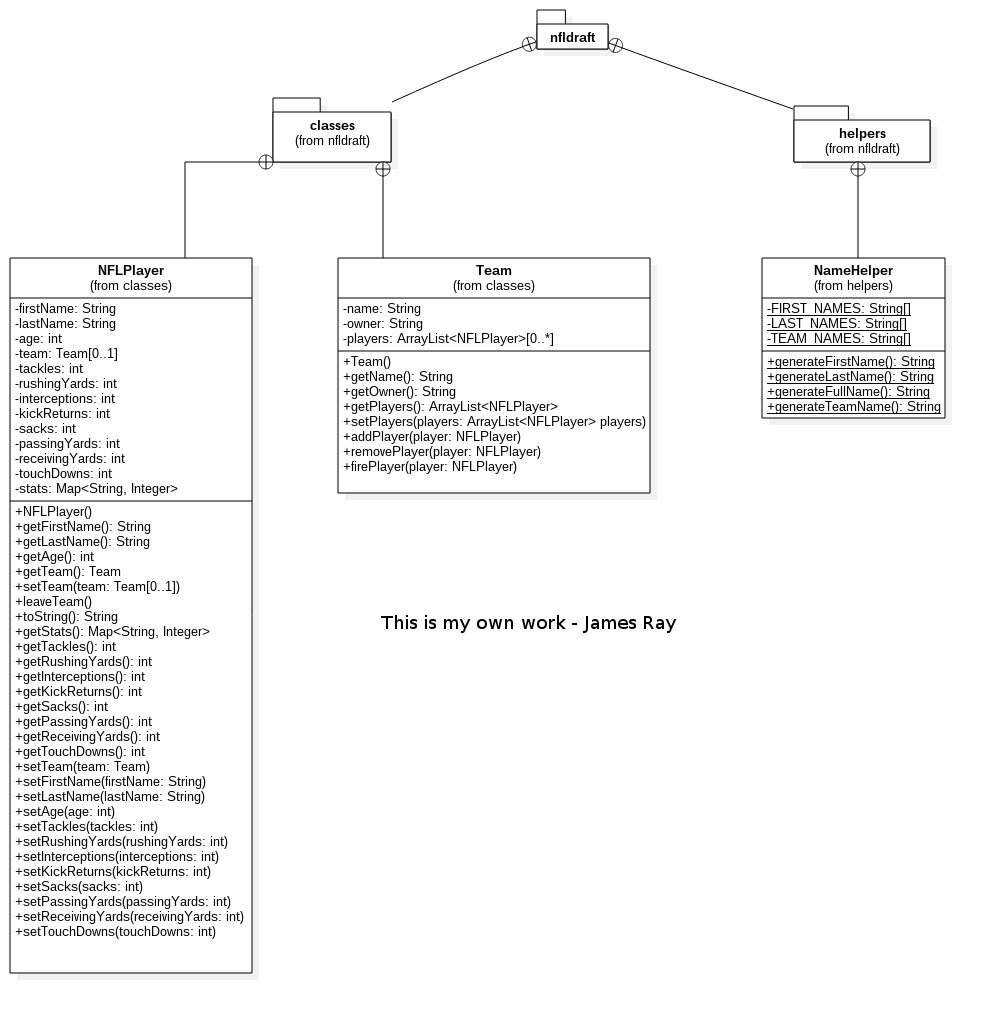 nfldraft
classes
(from nfldraft)
helpers
(from nfldraft)
NFLPlayer
(from classes)
-firstName: String
-lastName: String
-age: int
-team: Team[0..1]
-tackles: int
-rushingYards: int
-interceptions: int
-kickReturns: int
-sacks: int
-passingYards: int
-receivingYards: int
-touchDowns: int
-stats: Map<String, Integer>
+NFLPlayer()
+getFirstName(): String
+getLastName(): String
+getAge(): int
+getTeam(): Team
+setTeam(team: Team[0..1])
+leaveTeam()
+toString(): String
+getStats(): Map<String, Integer>
+getTackles(): int
+getRushingYards(): int
+getInterceptions(): int
+getKickReturns(): int
+getSacks(): int
+getPassingYards(): int
+getReceivingYards(): int
+getTouchDowns(): int
+setTeam(team: Team)
+setFirstName(firstName: String)
+setLastName(lastName: String)
+setAge(age: int)
+setTackles(tackles: int)
+setRushingYards(rushingYards: int)
+setInterceptions(interceptions: int)
+setKickReturns(kickReturns: int)
+setSacks(sacks: int)
+setPassingYards(passingYards: int)
+setReceivingYards(receivingYards: int)
+setTouchDowns(touchDowns: int)
Team
(from classes)
-name: String
-owner: String
-players: ArrayList<NFLPlayer>[0..*]
+Team()
+getName(): String
+getOwner(): String
+getPlayers(): ArrayList<NFLPlayer>
+setPlayers(players: ArrayList<NFLPlayer> players)
+addPlayer(player: NFLPlayer)
+removePlayer(player: NFLPlayer)
+firePlayer(player: NFLPlayer)
NameHelper
(from helpers)
-FIRST_NAMES: String[]
-LAST_NAMES: String[]
-TEAM_NAMES: String[]
+generateFirstName(): String
+generateLastName(): String
+generateFullName(): String
+generateTeamName(): String
This is my own work - James Ray